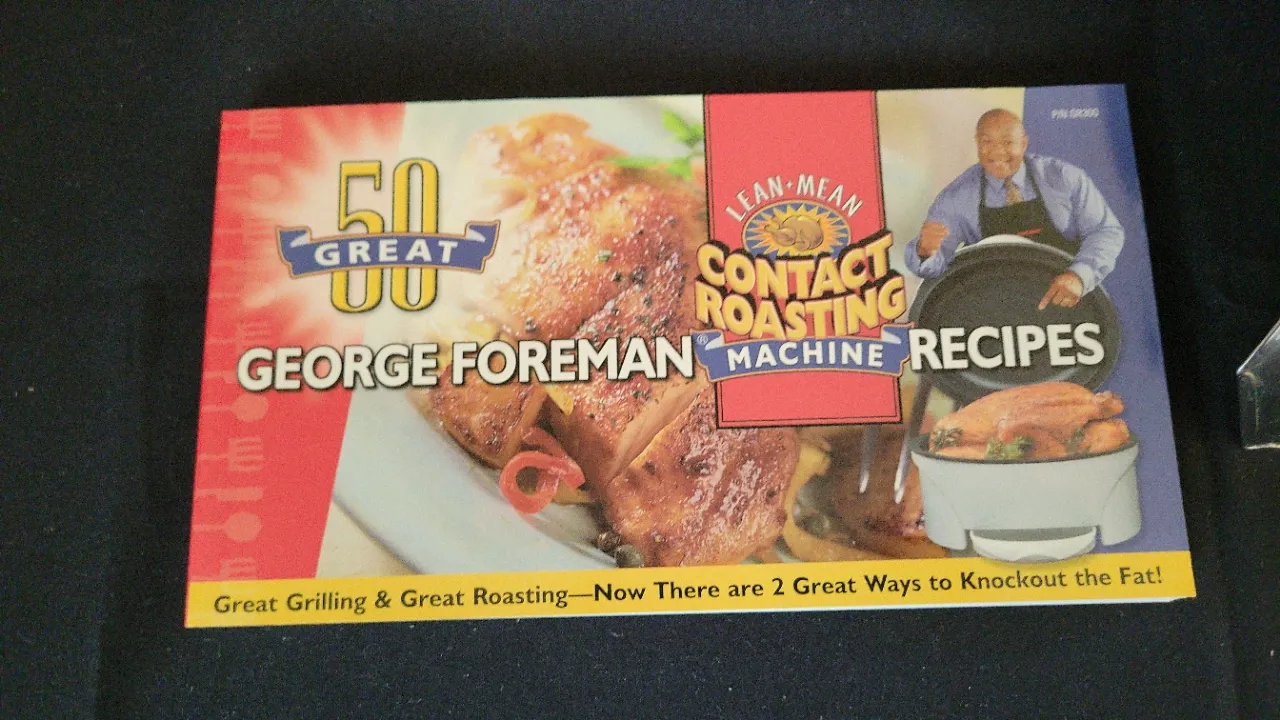 P/N GR300
50
GREAT
LEAN • MEAN
CONTACT
ROASTING
GEORGE FOREMAN® MACHINE RECIPES
Great Grilling & Great Roasting—Now There are 2 Great Ways to Knockout the Fat!